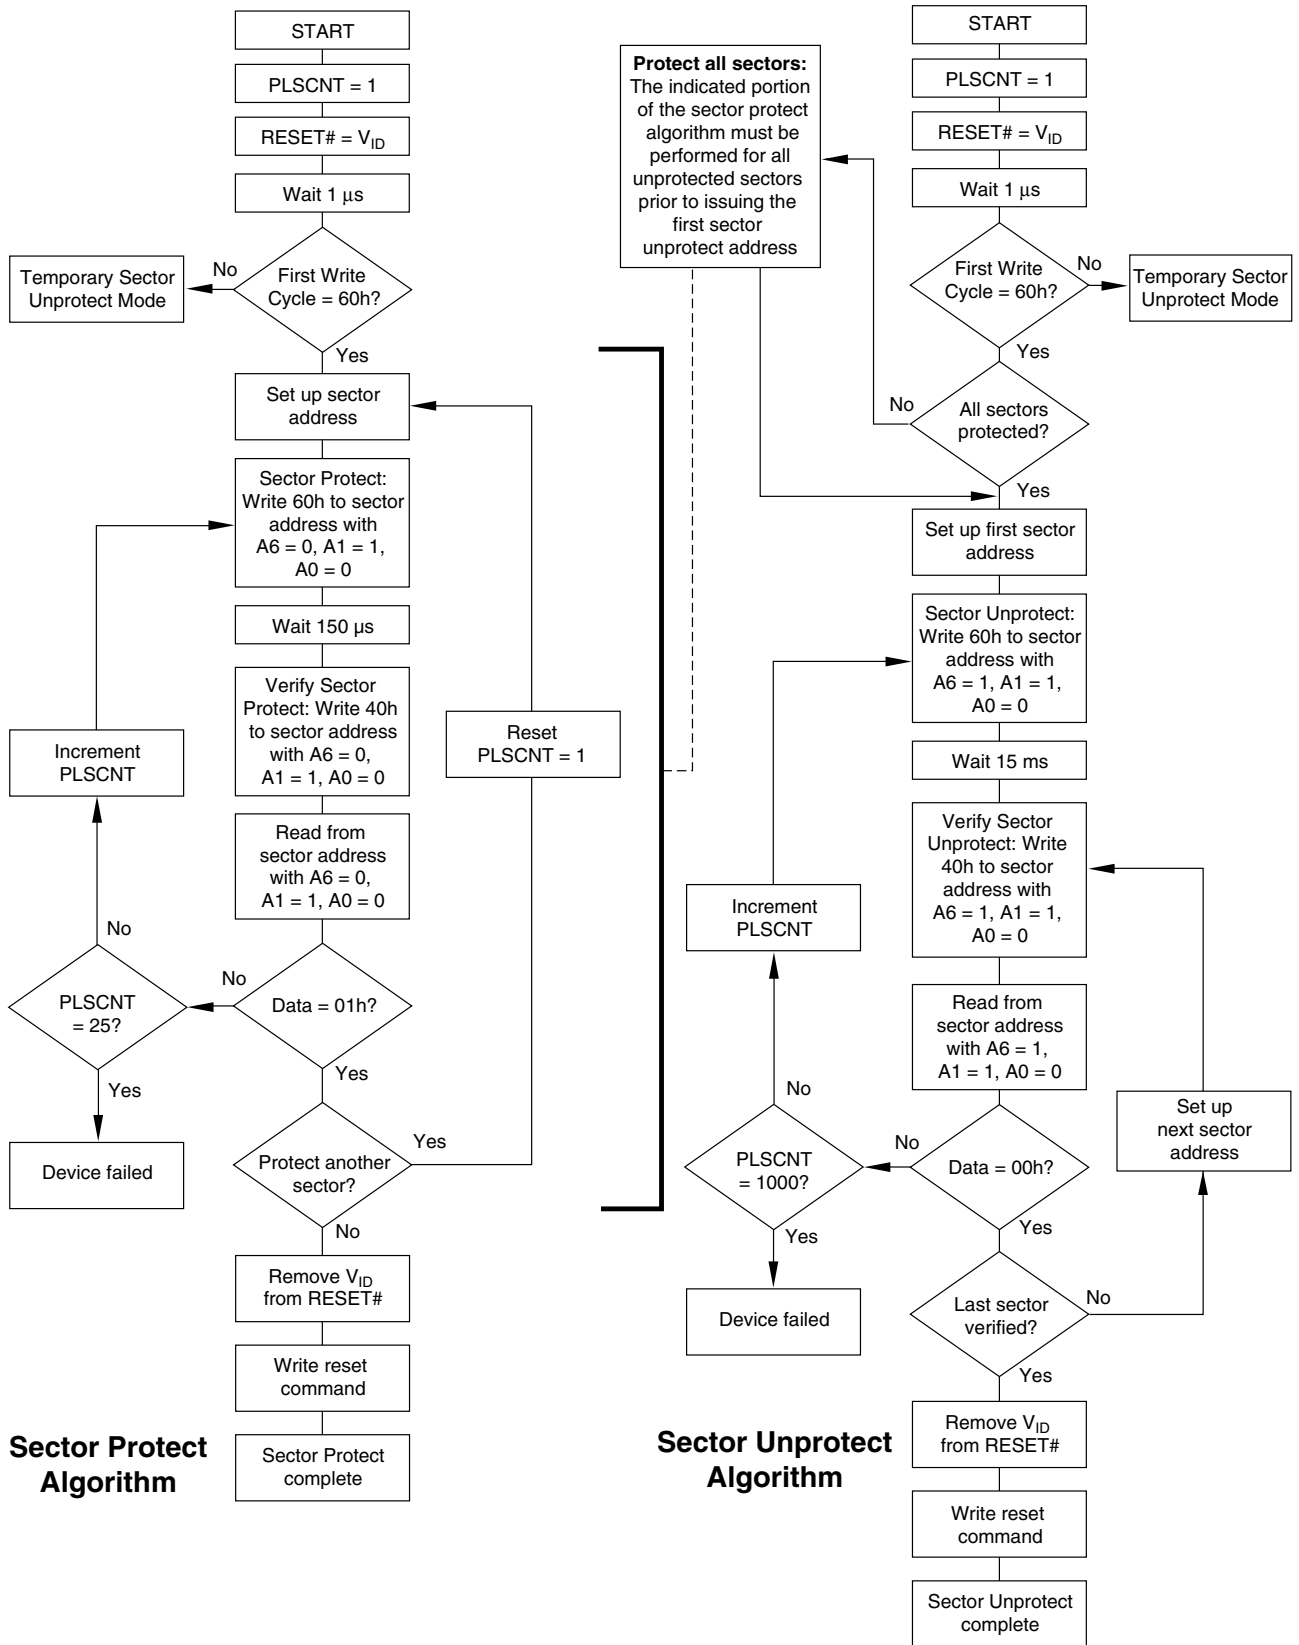 START
PLSCNT = 1
RESET# = VID
Wait 1 μs
First Write
Cycle = 60h?
No
Temporary Sector
Unprotect Mode
Yes
Set up sector
address
Sector Protect:
Write 60h to sector
address with
A6 = 0, A1 = 1,
A0 = 0
Wait 150 µs
Verify Sector
Protect: Write 40h
to sector address
with A6 = 0,
A1 = 1, A0 = 0
Increment
PLSCNT
Reset
PLSCNT = 1
Read from
sector address
with A6 = 0,
A1 = 1, A0 = 0
No
No
PLSCNT
= 25?
Data = 01h?
Yes
Yes
Device failed
Protect another
sector?
Yes
No
Remove VID
from RESET#
Write reset
command
Sector Protect
complete
Sector Protect
Algorithm
Protect all sectors:
The indicated portion
of the sector protect
algorithm must be
performed for all
unprotected sectors
prior to issuing the
first sector
unprotect address
START
PLSCNT = 1
RESET# = VID
Wait 1 μs
First Write
Cycle = 60h?
No
Temporary Sector
Unprotect Mode
Yes
No
All sectors
protected?
Yes
Set up first sector
address
Sector Unprotect:
Write 60h to sector
address with
A6 = 1, A1 = 1,
A0 = 0
Wait 15 ms
Verify Sector
Unprotect: Write
40h to sector
address with
A6 = 1, A1 = 1,
A0 = 0
Increment
PLSCNT
Read from
sector address
with A6 = 1,
A1 = 1, A0 = 0
No
No
Set up
next sector
address
PLSCNT
= 1000?
Data = 00h?
Yes
Yes
Device failed
Last sector
verified?
No
Yes
Remove VID
from RESET#
Write reset
command
Sector Unprotect
complete
Sector Unprotect
Algorithm